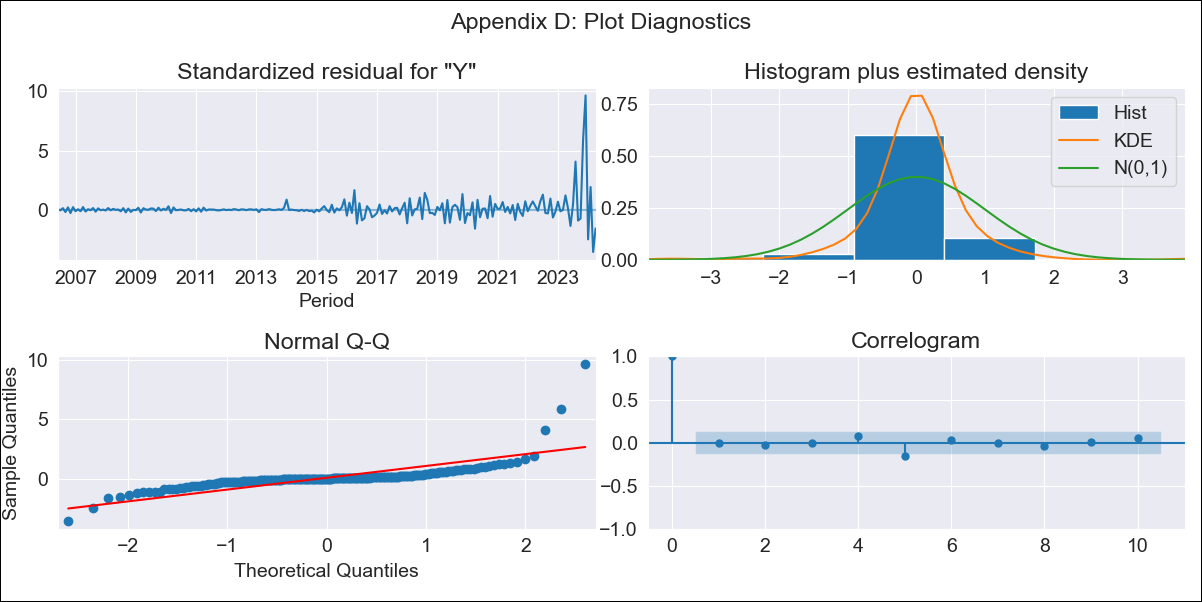 Appendix D: Plot Diagnostics
Standardized residual for "Y"
10
5
0
2007 2009 2011 2013 2015 2017 2019 2021 2023
Period
Histogram plus estimated density
0.75
0.50
0.25
0.00
−3 −2 −1 0 1 2 3
Hist
KDE
N(0,1)
Normal Q-Q
Sample Quantiles
10
5
0
−2 −1 0 1 2
Theoretical Quantiles
Correlogram
1.0
0.5
0.0
−0.5
−1.0
0 2 4 6 8 10